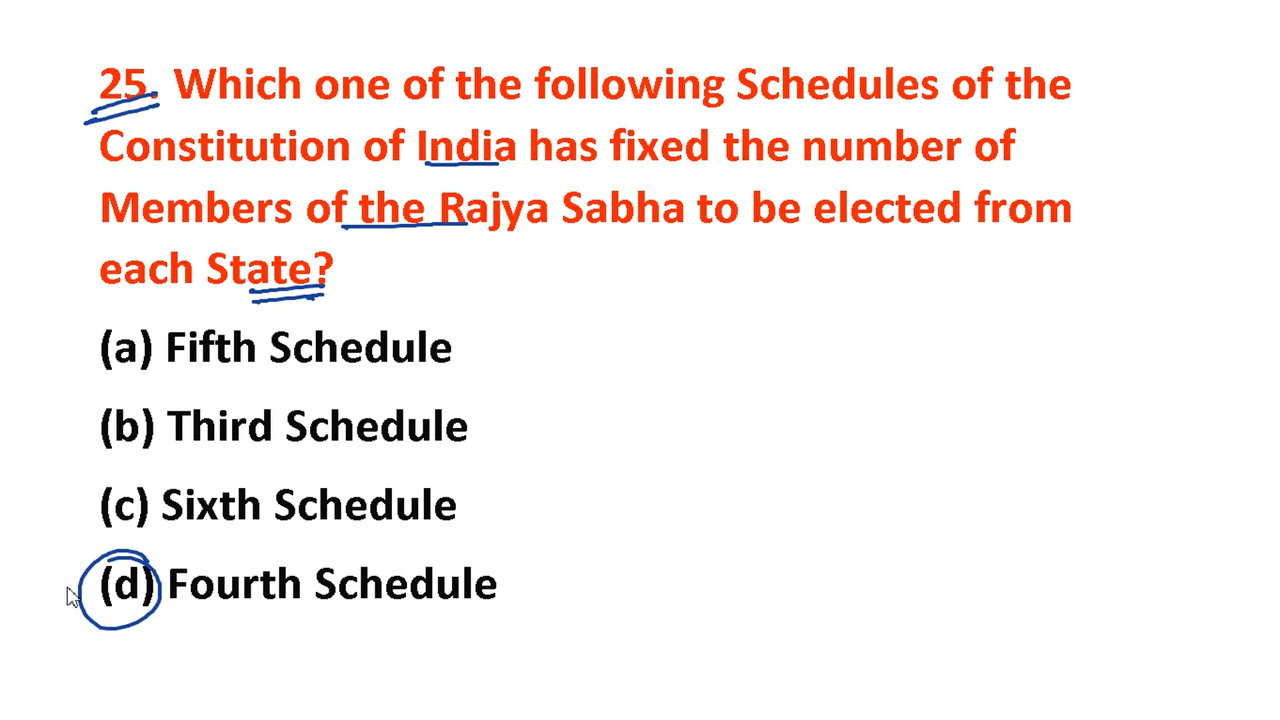 25. Which one of the following Schedules of the
Constitution of India has fixed the number of
Members of the Rajya Sabha to be elected from
each State?
(a) Fifth Schedule
(b) Third Schedule
(c) Sixth Schedule
(d) Fourth Schedule